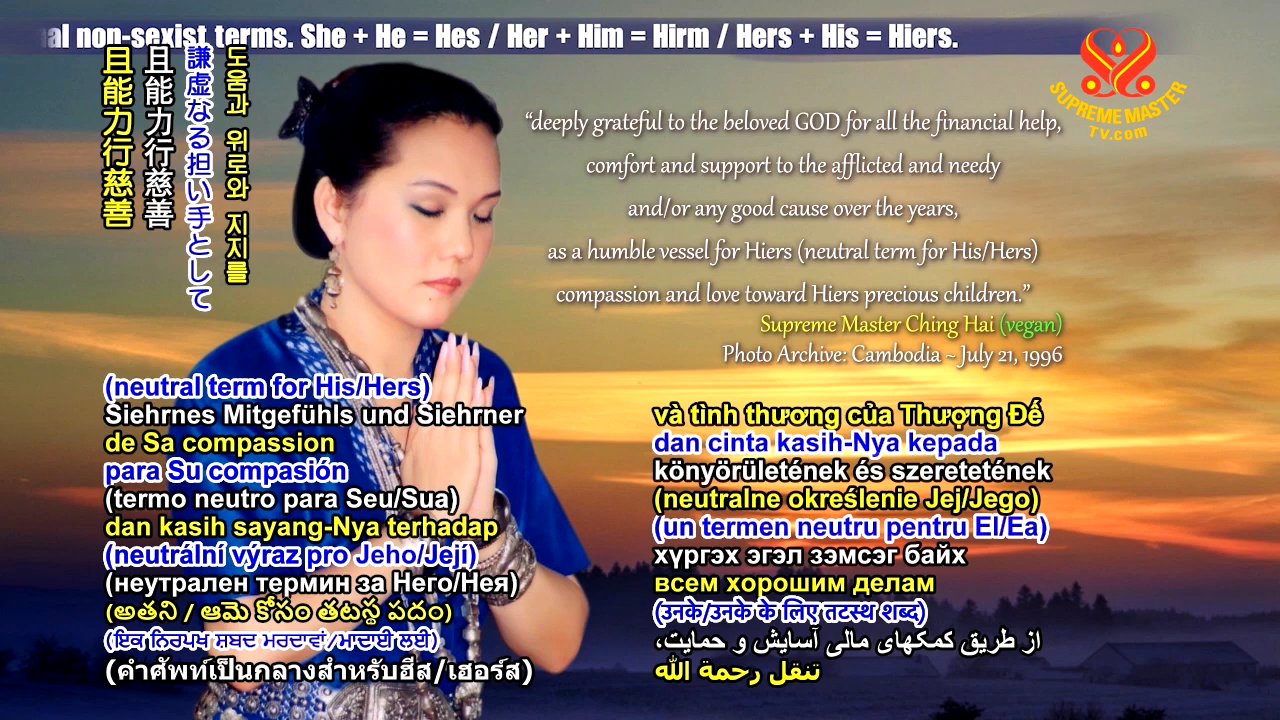 al non-sexist terms. She + He = Hes / Her + Him = Hirm / Hers + His = Hiers.
SUPREME MASTER
TV.com
“deeply grateful to the beloved GOD for all the financial help,
comfort and support to the afflicted and needy
and/or any good cause over the years,
as a humble vessel for Hiers (neutral term for His/Hers)
compassion and love toward Hiers precious children.”
Supreme Master Ching Hai (vegan)
Photo Archive: Cambodia ~ July 21, 1996
且能力行慈善
且能力行慈善
謙虚なる担い手として
도움과 위로와 지지를
(neutral term for His/Hers)
Siehrnes Mitgefühls und Siehrner
de Sa compassion
para Su compasión
(termo neutro para Seu/Sua)
dan kasih sayang-Nya terhadap
(neutrální výraz pro Jeho/Její)
(неутрален термин за Него/Нея)
(అతని / ఆమె కోసం తటస్థ పదం)
(ਇਕ ਨਿਰਪਖ ਸ਼ਬਦ ਮਰਦਾਵਾਂ /ਮਾਦਾਈ ਲਈ)
(คำศัพท์เป็นกลางสำหรับฮีส/เฮอร์ส)
và tình thương của Thượng Đế
dan cinta kasih-Nya kepada
könyörületének és szeretetének
(neutralne określenie Jej/Jego)
(un termen neutru pentru El/Ea)
хүргэх эгэл зэмсэг байх
всем хорошим делам
(उनके/उनके के लिए तटस्थ शब्द)
از طریق کمکهای مالی آسایش و حمایت،
تنقل رحمة الله